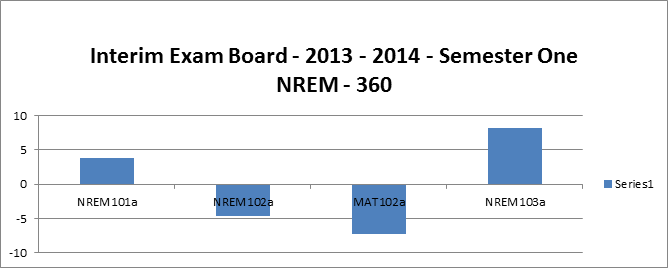 Interim Exam Board - 2013 - 2014 - Semester One
NREM - 360
10
5
0
-5
-10
NREM101a
NREM102a
MAT102a
NREM103a
Series1